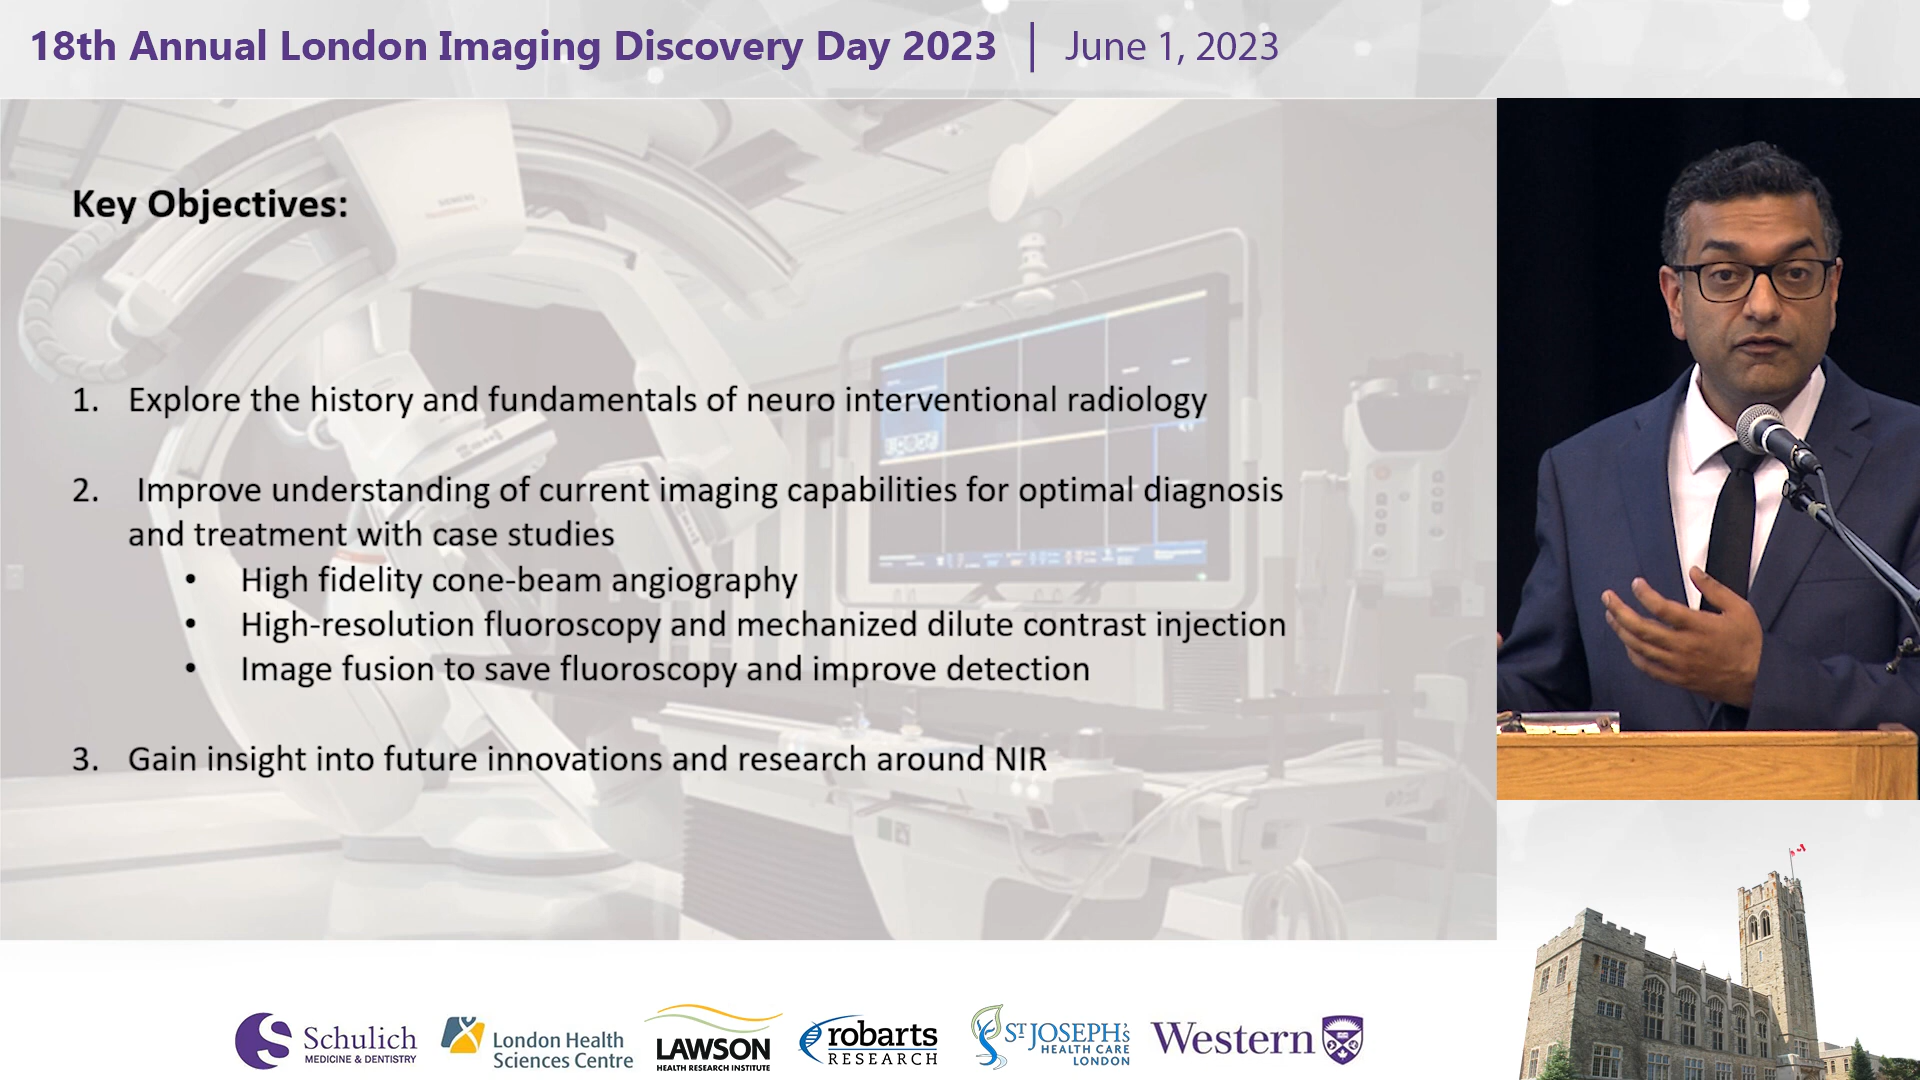 18th Annual London Imaging Discovery Day 2023 | June 1, 2023
Key Objectives:
1. Explore the history and fundamentals of neuro interventional radiology
2. Improve understanding of current imaging capabilities for optimal diagnosis
and treatment with case studies
• High fidelity cone-beam angiography
• High-resolution fluoroscopy and mechanized dilute contrast injection
• Image fusion to save fluoroscopy and improve detection
3. Gain insight into future innovations and research around NIR
Schulich
MEDICINE & DENTISTRY
London Health
Sciences Centre
LAWSON
HEALTH RESEARCH INSTITUTE
robarts
RESEARCH
ST JOSEPH'S
HEALTH CARE
LONDON
Western